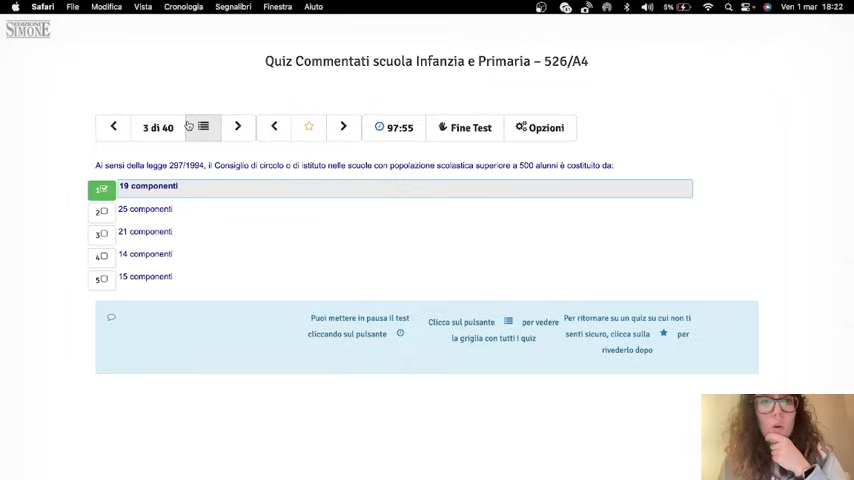 Safari File Modifica Vista Cronologia Segnalibri Finestra Aiuto 5% Ven 1 mar 18:22
EDIZIONI
SIMONE
Quiz Commentati scuola Infanzia e Primaria – 526/A4
3 di 40 97:55 Fine Test Opzioni
Ai sensi della legge 297/1994, il Consiglio di circolo o di istituto nelle scuole con popolazione scolastica superiore a 500 alunni è costituito da:
1 19 componenti
2 25 componenti
3 21 componenti
4 14 componenti
5 15 componenti
Puoi mettere in pausa il test
cliccando sul pulsante
Clicca sul pulsante per vedere
la griglia con tutti i quiz
Per ritornare su un quiz su cui non ti
senti sicuro, clicca sulla per
rivederlo dopo